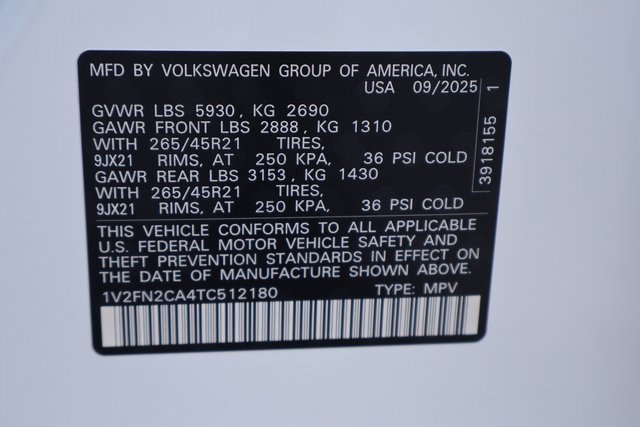 MFD BY VOLKSWAGEN GROUP OF AMERICA, INC.
USA 09/2025
GVWR LBS 5930, KG 2690
GAWR FRONT LBS 2888, KG 1310
WITH 265/45R21 TIRES,
9JX21 RIMS, AT 250 KPA, 36 PSI COLD
GAWR REAR LBS 3153, KG 1430
WITH 265/45R21 TIRES,
9JX21 RIMS, AT 250 KPA, 36 PSI COLD
THIS VEHICLE CONFORMS TO ALL APPLICABLE
U.S. FEDERAL MOTOR VEHICLE SAFETY AND
THEFT PREVENTION STANDARDS IN EFFECT ON
THE DATE OF MANUFACTURE SHOWN ABOVE.
1V2FN2CA4TC512180 TYPE: MPV
3918155 1